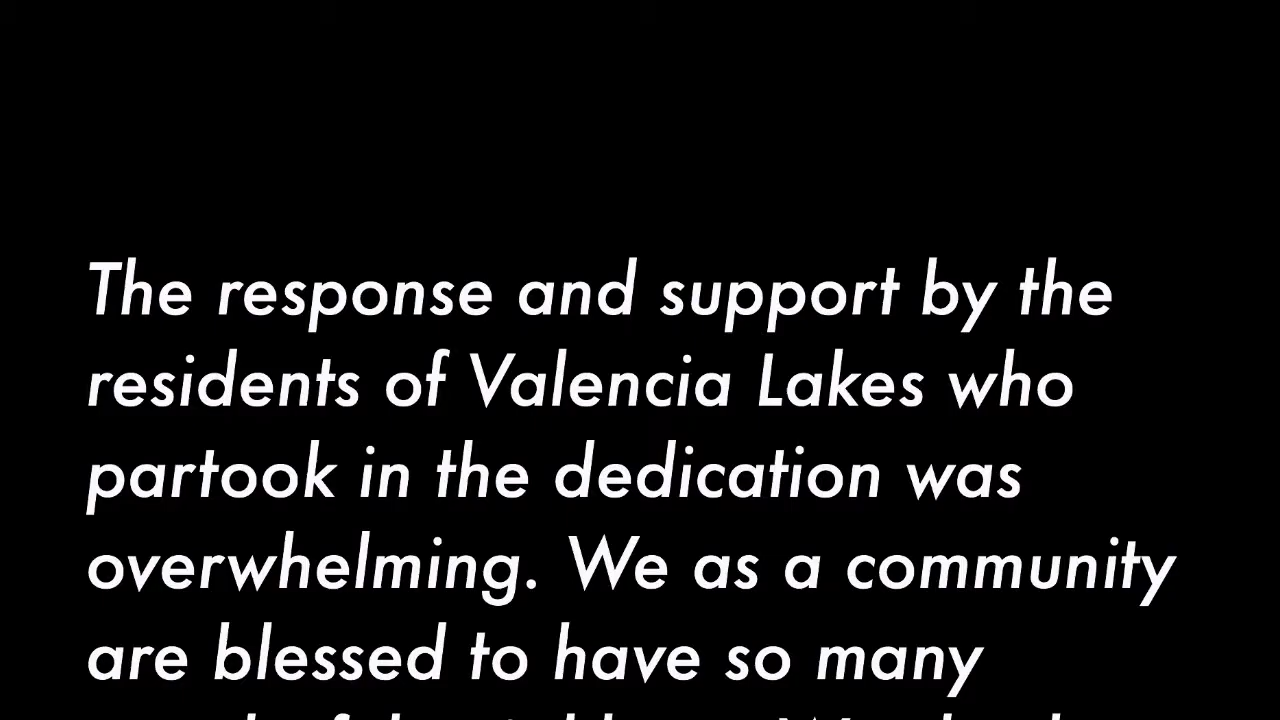 The response and support by the
residents of Valencia Lakes who
partook in the dedication was
overwhelming. We as a community
are blessed to have so many